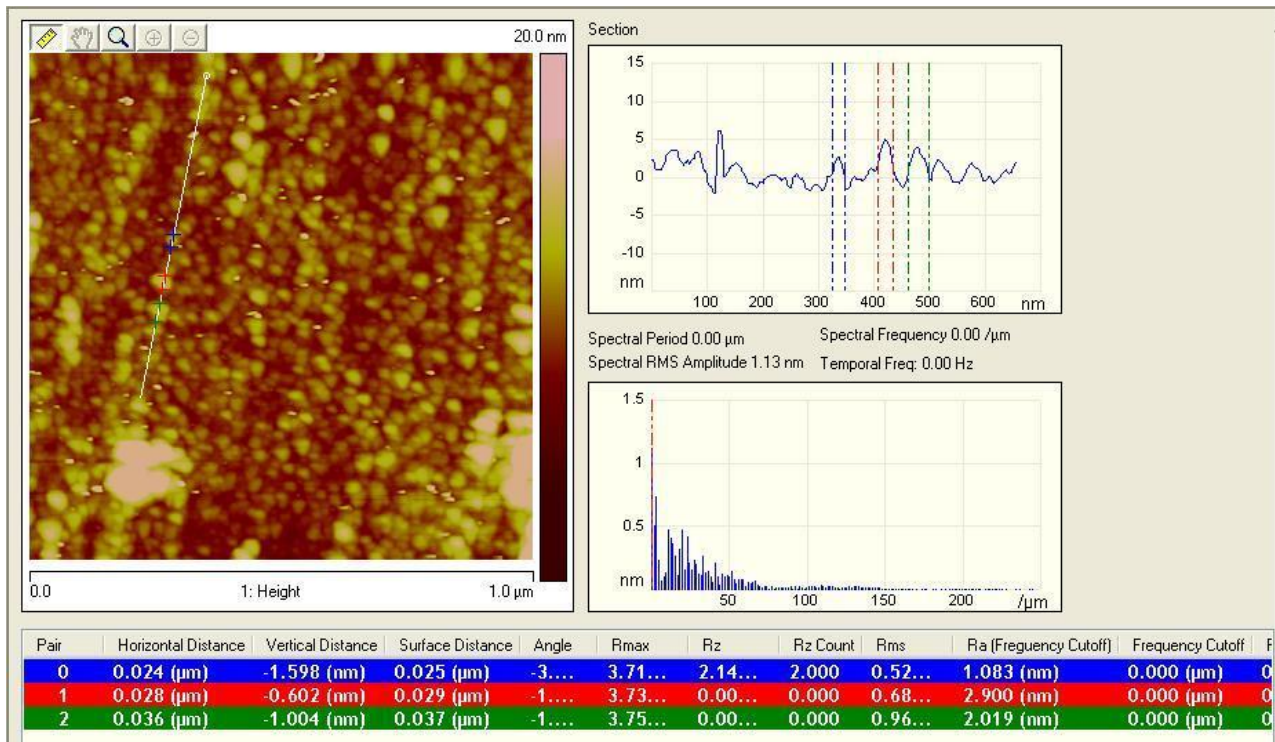 20.0 nm
0.0 1: Height 1.0 µm
Section
15
10
5
0
-5
-10
nm
100 200 300 400 500 600 nm
Spectral Period 0.00 µm Spectral Frequency 0.00 /µm
Spectral RMS Amplitude 1.13 nm Temporal Freq: 0.00 Hz
1.5
1
0.5
nm
50 100 150 200 /µm
Pair Horizontal Distance Vertical Distance Surface Distance Angle Rmax Rz Rz Count Rms Ra (Freguency Cutoff) Frequency Cutoff F
0 0.024 (µm) -1.598 (nm) 0.025 (µm) -3.... 3.71... 2.14... 2.000 0.52... 1.083 (nm) 0.000 (µm) 0
1 0.028 (µm) -0.602 (nm) 0.029 (µm) -1.... 3.73... 0.00... 0.000 0.68... 2.900 (nm) 0.000 (µm) 0
2 0.036 (µm) -1.004 (nm) 0.037 (µm) -1.... 3.75... 0.00... 0.000 0.96... 2.019 (nm) 0.000 (µm) 0